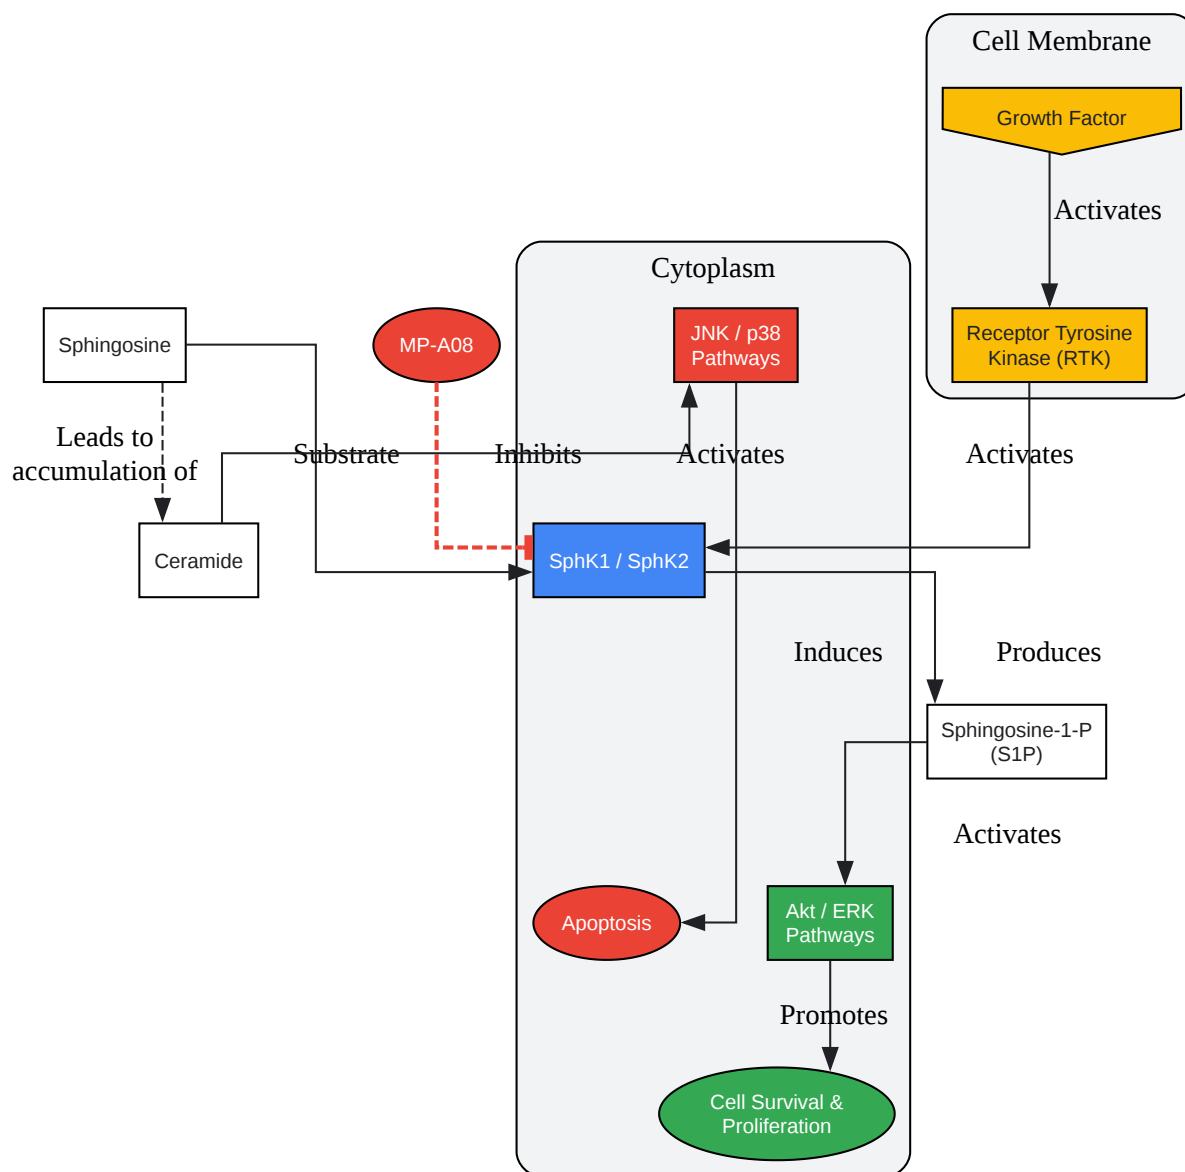 Cell Membrane
Growth Factor
Activates
Cytoplasm
Sphingosine
MP-A08
JNK / p38
Pathways
Receptor Tyrosine
Kinase (RTK)
Leads to
accumulation of
Substrate
Inhibits
Activates
Activates
Ceramide
SphK1 / SphK2
Induces
Produces
Sphingosine-1-P
(S1P)
Activates
Apoptosis
Akt / ERK
Pathways
Promotes
Cell Survival &
Proliferation